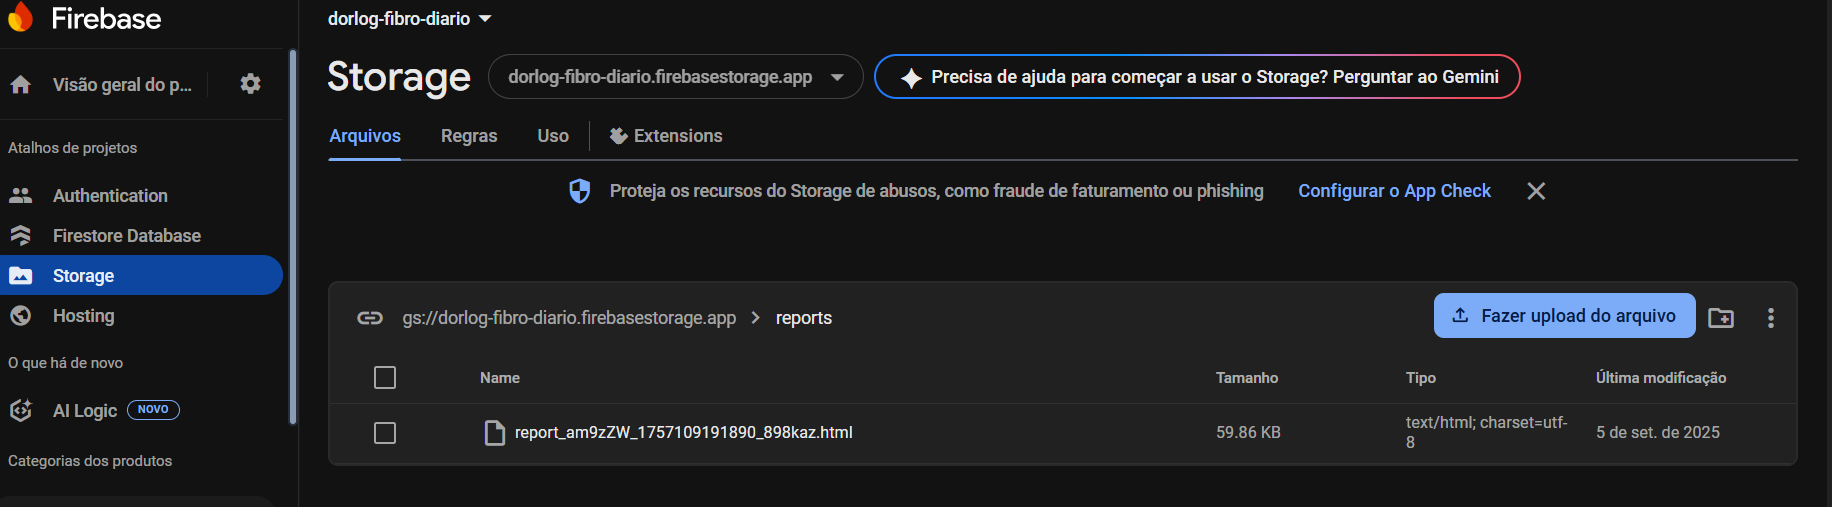 Firebase
dorlog-fibro-diario
Visão geral do p...
Storage
dorlog-fibro-diario.firebasestorage.app
Precisa de ajuda para começar a usar o Storage? Perguntar ao Gemini
Atalhos de projetos
Arquivos
Regras
Uso
Extensions
Authentication
Firestore Database
Storage
Hosting
Proteja os recursos do Storage de abusos, como fraude de faturamento ou phishing
Configurar o App Check
O que há de novo
AI Logic NOVO
Categorias dos produtos
gs://dorlog-fibro-diario.firebasestorage.app > reports
Fazer upload do arquivo
Name Tamanho Tipo Última modificação
report_am9zZW_1757109191890_898kaz.html 59.86 KB text/html; charset=utf-
8
5 de set. de 2025